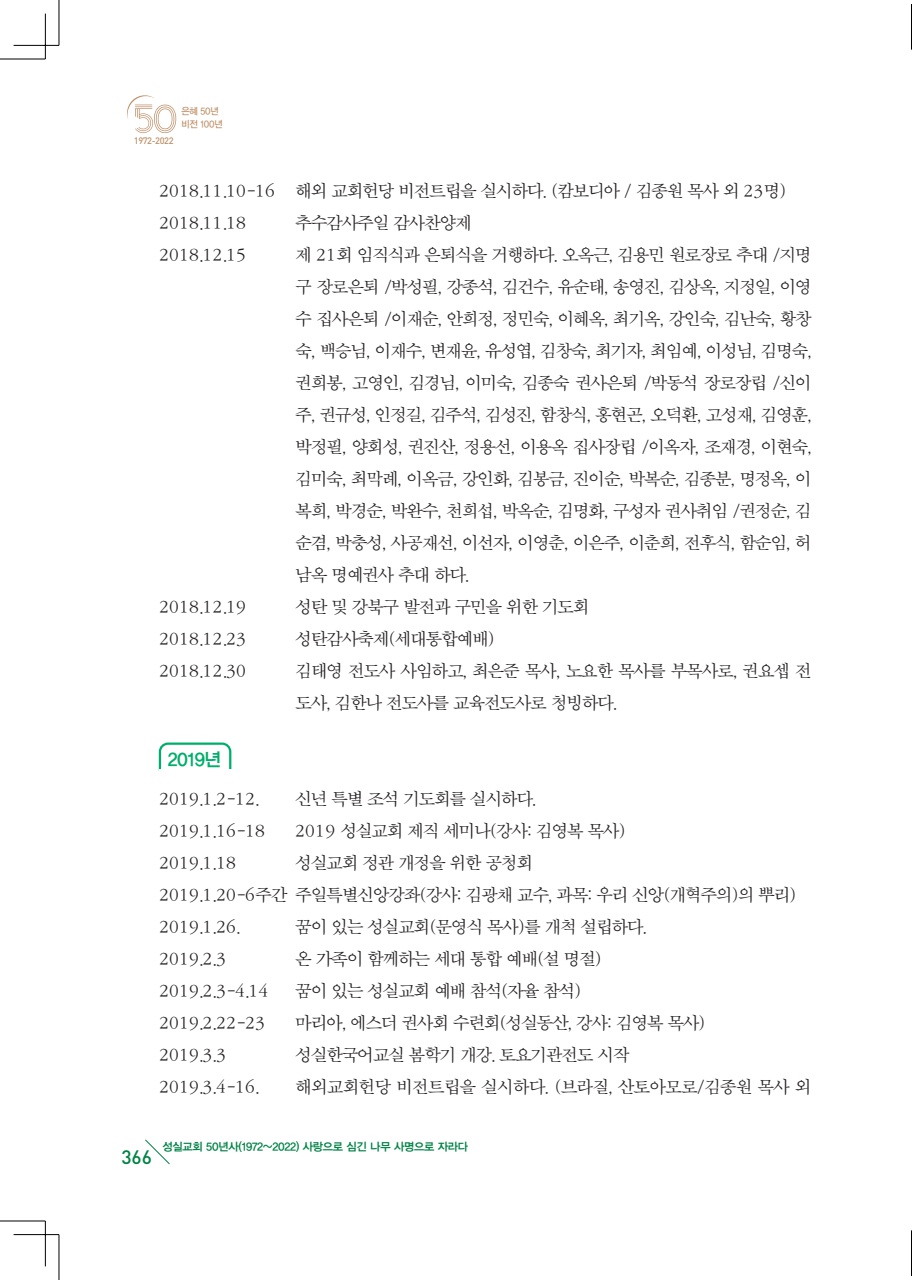 50 은혜 50년
비전 100년
1972-2022
2018.11.10-16 해외 교회헌당 비전트립을 실시하다. (캄보디아 / 김종원 목사 외 23명)
2018.11.18 추수감사주일 감사찬양제
2018.12.15 제 21회 임직식과 은퇴식을 거행하다. 오옥근, 김용민 원로장로 추대 /지명
구 장로은퇴 /박성필, 강종석, 김건수, 유순태, 송영진, 김상옥, 지정일, 이영
수 집사은퇴 /이재순, 안희정, 정민숙, 이혜옥, 최기옥, 강인숙, 김난숙, 황창
숙, 백승님, 이재수, 변재윤, 유성엽, 김창숙, 최기자, 최임예, 이성님, 김명숙,
권희봉, 고영인, 김경님, 이미숙, 김종숙 권사은퇴 /박동석 장로장립 /신이
주, 권규성, 인정길, 김주석, 김성진, 함창식, 홍현곤, 오덕환, 고성재, 김영훈,
박정필, 양회성, 권진산, 정용선, 이용옥 집사장립 /이옥자, 조재경, 이현숙,
김미숙, 최막례, 이옥금, 강인화, 김봉금, 진이순, 박복순, 김종분, 명정옥, 이
복희, 박경순, 박완수, 천희섭, 박옥순, 김명화, 구성자 권사취임 /권정순, 김
순겸, 박충성, 사공재선, 이선자, 이영춘, 이은주, 이춘희, 전후식, 함순임, 허
남옥 명예권사 추대 하다.
2018.12.19 성탄 및 강북구 발전과 구민을 위한 기도회
2018.12.23 성탄감사축제(세대통합예배)
2018.12.30 김태영 전도사 사임하고, 최은준 목사, 노요한 목사를 부목사로, 권요셉 전
도사, 김한나 전도사를 교육전도사로 청빙하다.
2019년
2019.1.2-12. 신년 특별 조석 기도회를 실시하다.
2019.1.16-18 2019 성실교회 제직 세미나(강사: 김영복 목사)
2019.1.18 성실교회 정관 개정을 위한 공청회
2019.1.20-6주간 주일특별신앙강좌(강사: 김광채 교수, 과목: 우리 신앙(개혁주의)의 뿌리)
2019.1.26. 꿈이 있는 성실교회(문영식 목사)를 개척 설립하다.
2019.2.3 온 가족이 함께하는 세대 통합 예배(설 명절)
2019.2.3-4.14 꿈이 있는 성실교회 예배 참석(자율 참석)
2019.2.22-23 마리아, 에스더 권사회 수련회(성실동산, 강사: 김영복 목사)
2019.3.3 성실한국어교실 봄학기 개강. 토요기관전도 시작
2019.3.4-16. 해외교회헌당 비전트립을 실시하다. (브라질, 산토아모로/김종원 목사 외
366 성실교회 50년사(1972~2022) 사랑으로 심긴 나무 사명으로 자라다